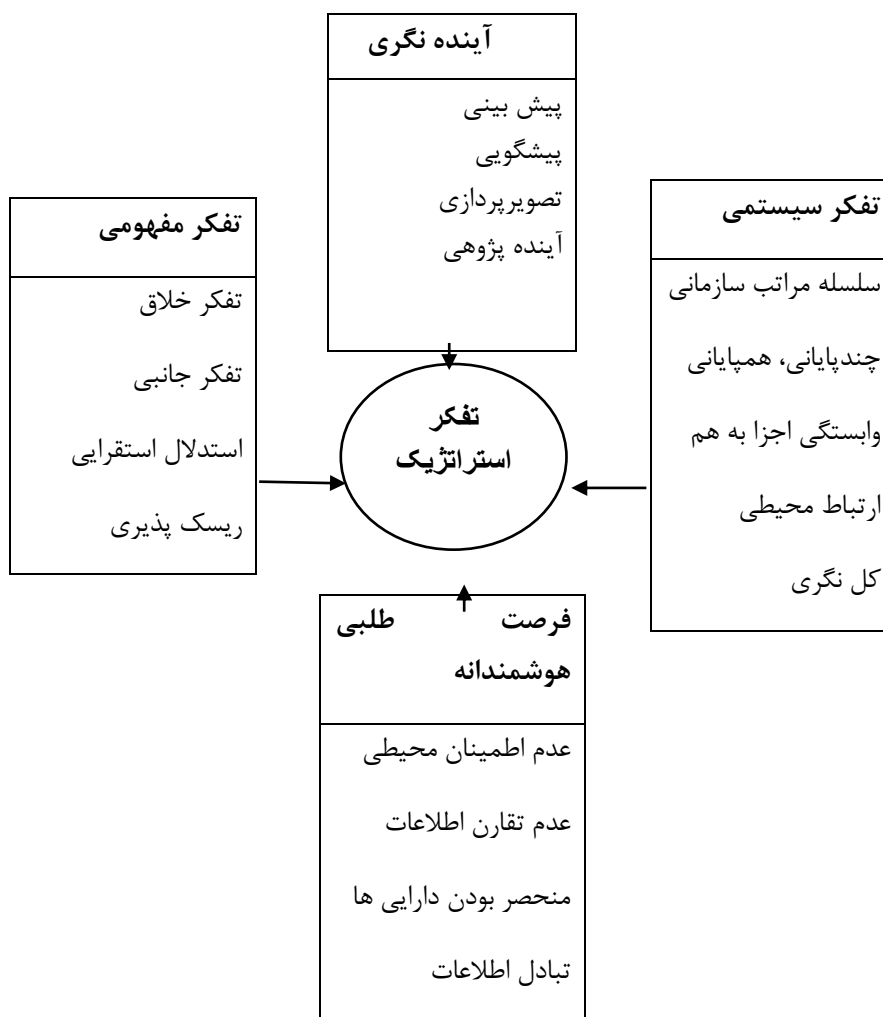 آینده نگری
پیش بینی
پیشگویی
تصویرپردازی
آینده پژوهی
تفکر سیستمی
سلسله مراتب سازمانی
چندپایانی، همپایانی
وابستگی اجزا به هم
ارتباط محیطی
کل نگری
تفکر مفهومی
تفکر خلاق
تفکر جانبی
استدلال استقرایی
ریسک پذیری
تفکر
استراتژیک
فرصت طلبی
هوشمندانه
عدم اطمینان محیطی
عدم تقارن اطلاعات
منحصر بودن دارایی ها
تبادل اطلاعات